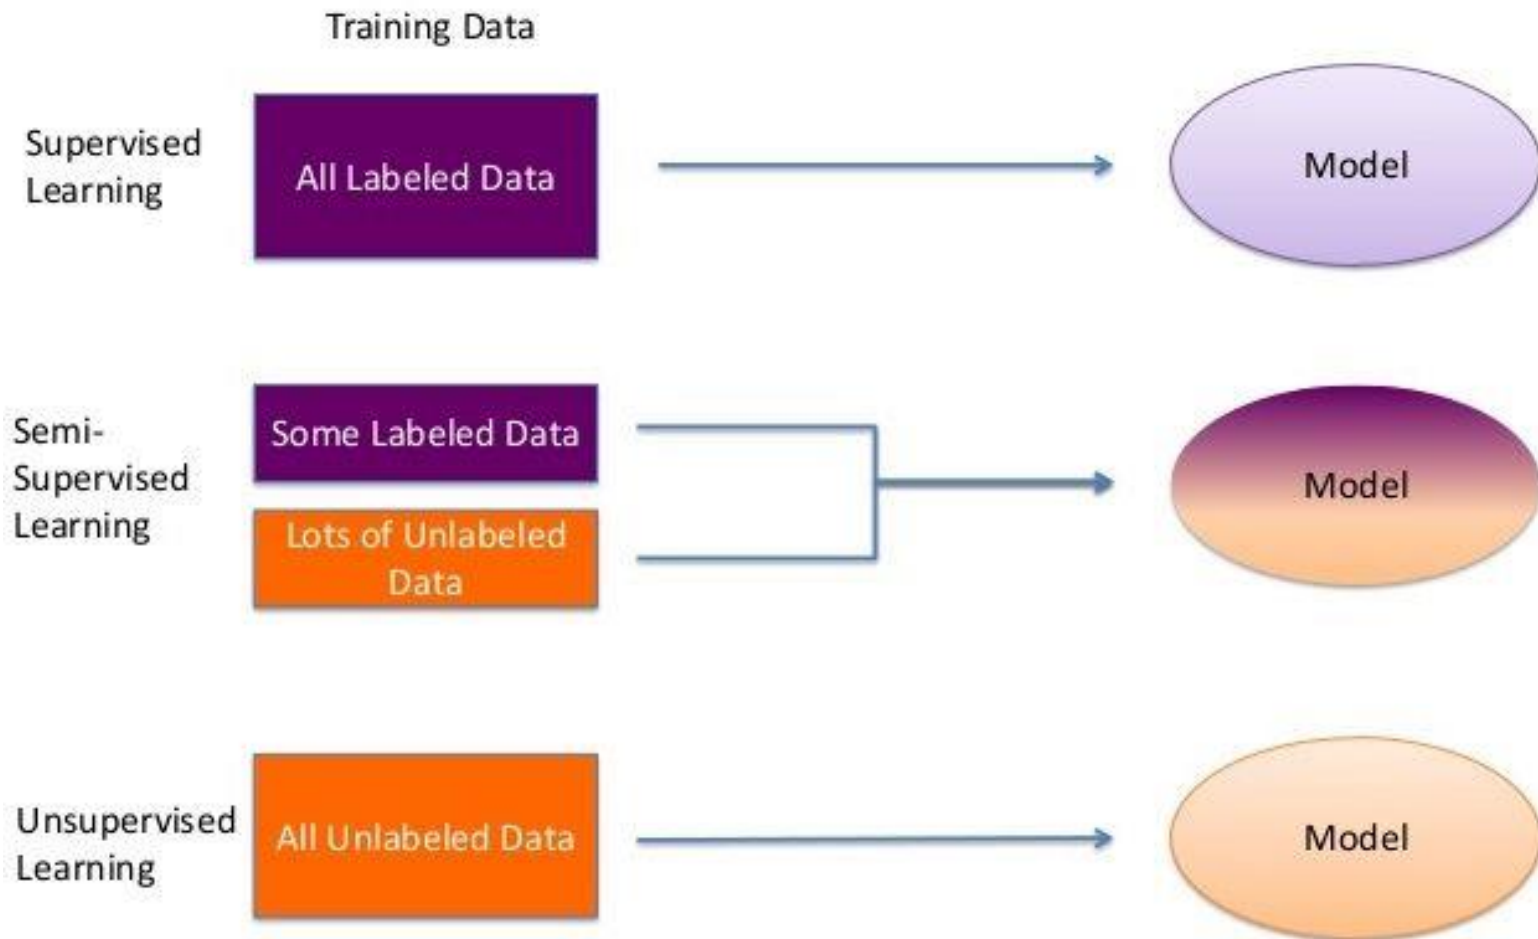 Training Data
Supervised
Learning
All Labeled Data
Model
Semi-
Supervised
Learning
Some Labeled Data
Lots of Unlabeled
Data
Model
Unsupervised
Learning
All Unlabeled Data
Model